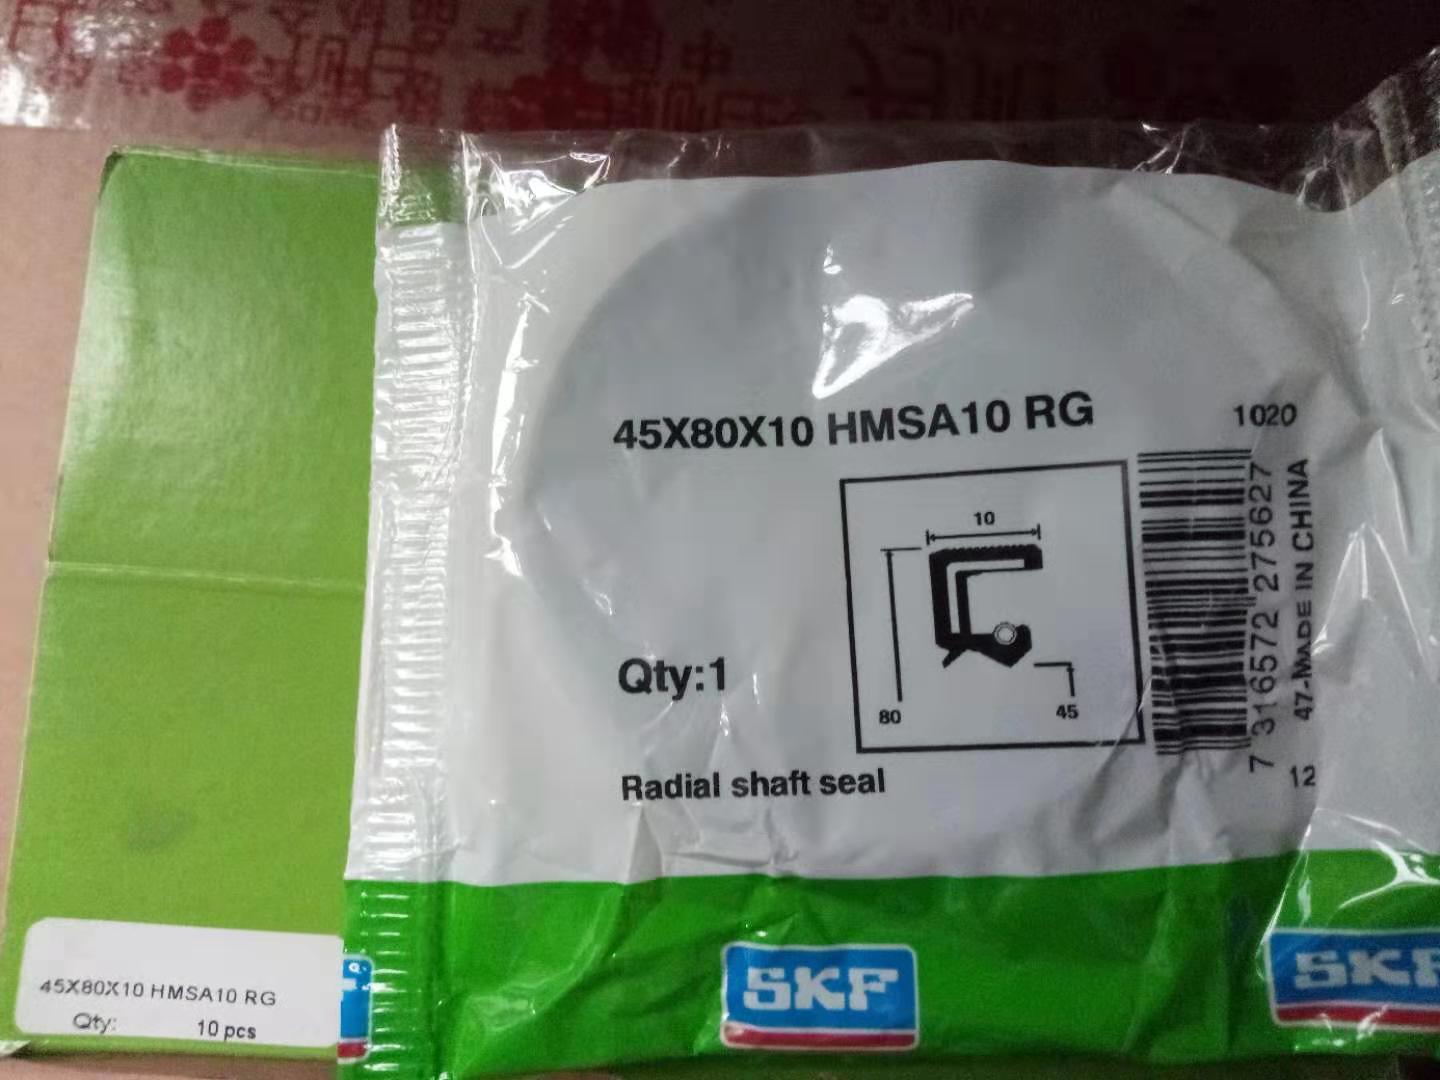 45X80X10 HMSA10 RG
1020
10
80
45
7 316572 275627
47-MADE IN CHINA
12
Qty:1
Radial shaft seal
SKF
SKF
45X80X10 HMSA10 RG
Qty: 10 pcs